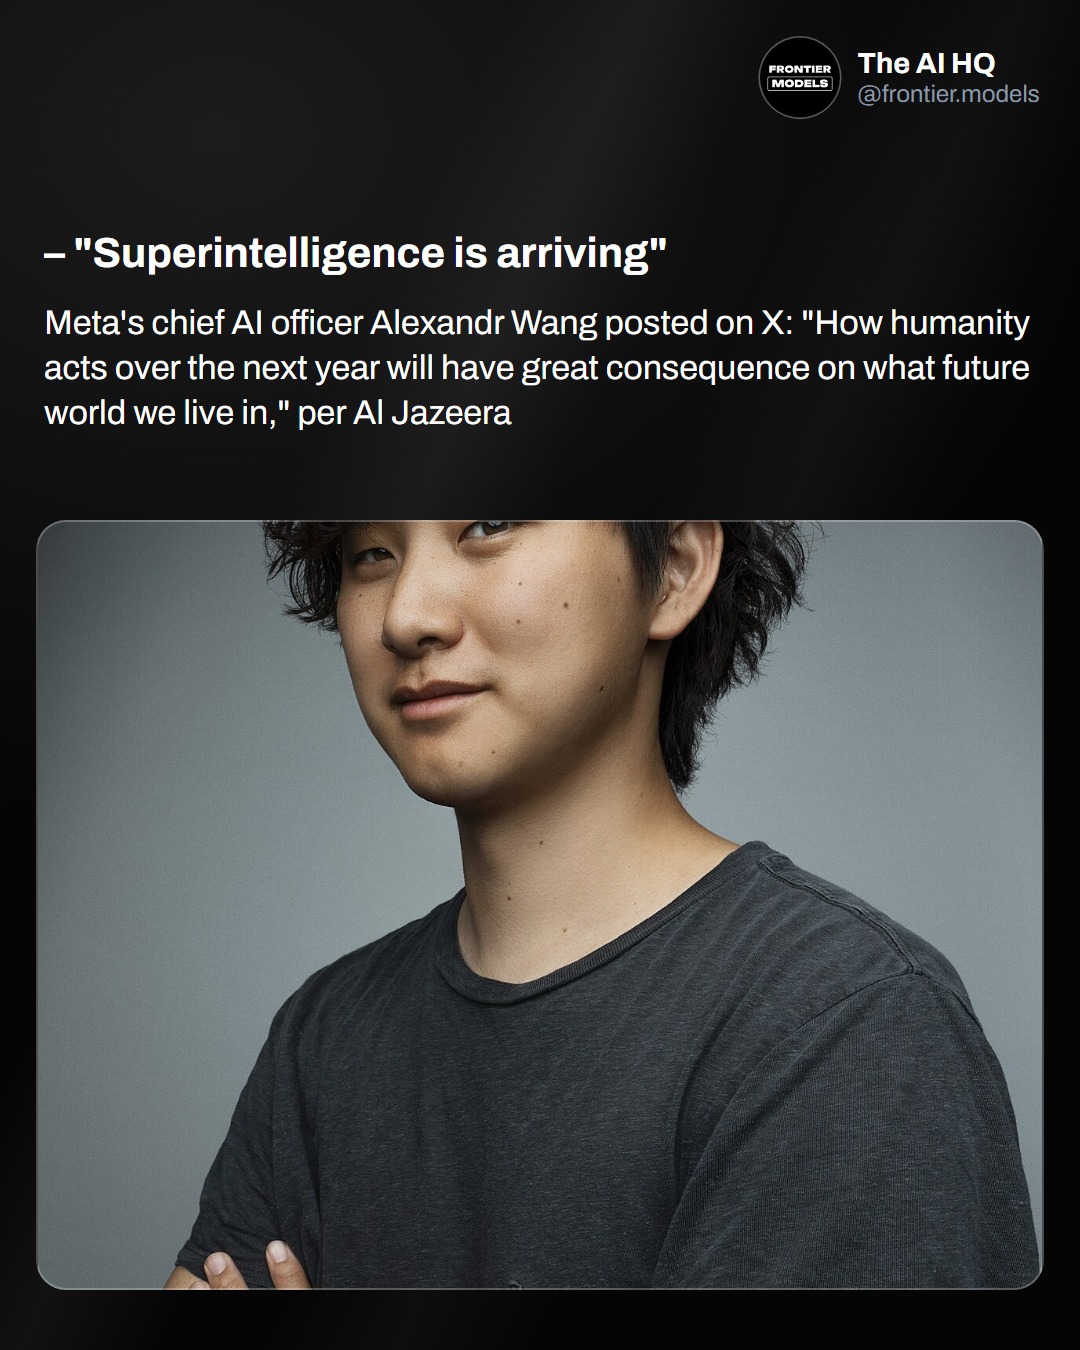 FRONTIER
MODELS
The AI HQ
@frontier.models
– "Superintelligence is arriving"
Meta's chief AI officer Alexandr Wang posted on X: "How humanity
acts over the next year will have great consequence on what future
world we live in," per Al Jazeera